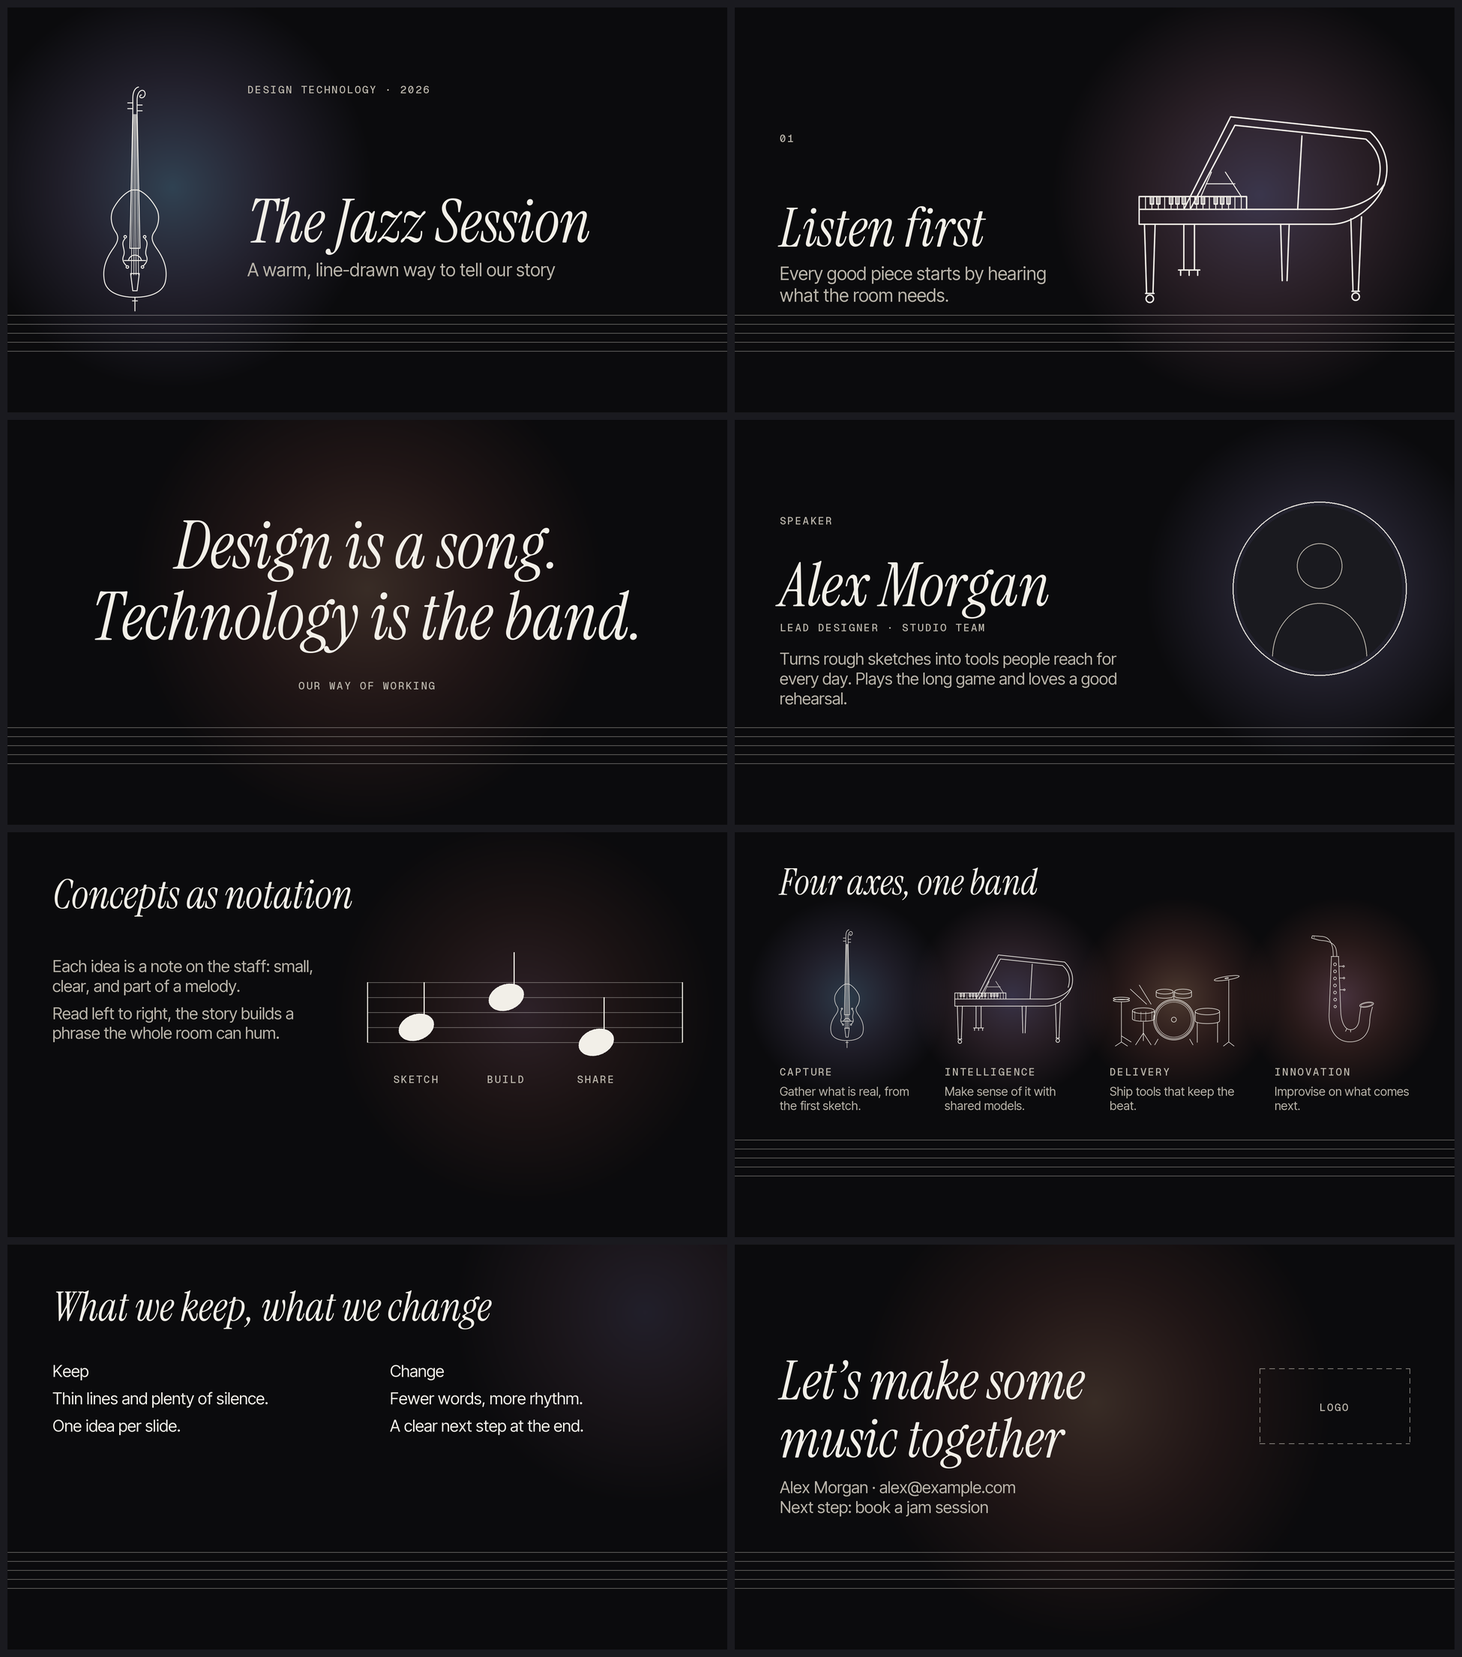 DESIGN TECHNOLOGY · 2026
The Jazz Session
A warm, line-drawn way to tell our story
01
Listen first
Every good piece starts by hearing
what the room needs.
Design is a song.
Technology is the band.
OUR WAY OF WORKING
SPEAKER
Alex Morgan
LEAD DESIGNER · STUDIO TEAM
Turns rough sketches into tools people reach for
every day. Plays the long game and loves a good
rehearsal.
Concepts as notation
Each idea is a note on the staff: small,
clear, and part of a melody.
Read left to right, the story builds a
phrase the whole room can hum.
SKETCH
BUILD
SHARE
Four axes, one band
CAPTURE
Gather what is real, from
the first sketch.
INTELLIGENCE
Make sense of it with
shared models.
DELIVERY
Ship tools that keep the
beat.
INNOVATION
Improvise on what comes
next.
What we keep, what we change
Keep
Thin lines and plenty of silence.
One idea per slide.
Change
Fewer words, more rhythm.
A clear next step at the end.
Let’s make some
music together
Alex Morgan · alex@example.com
Next step: book a jam session
LOGO